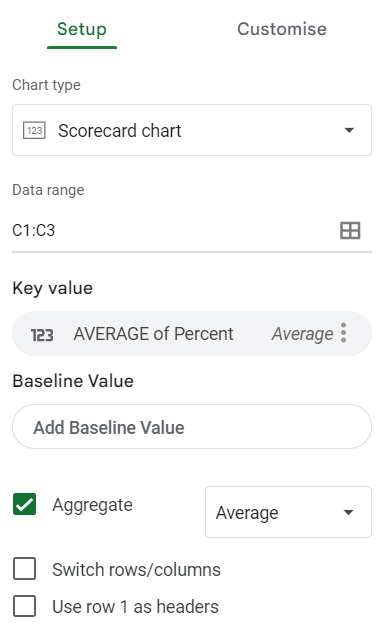 Setup Customise
Chart type
123 Scorecard chart
Data range
C1:C3
Key value
123 AVERAGE of Percent Average
Baseline Value
Add Baseline Value
Aggregate Average
Switch rows/columns
Use row 1 as headers